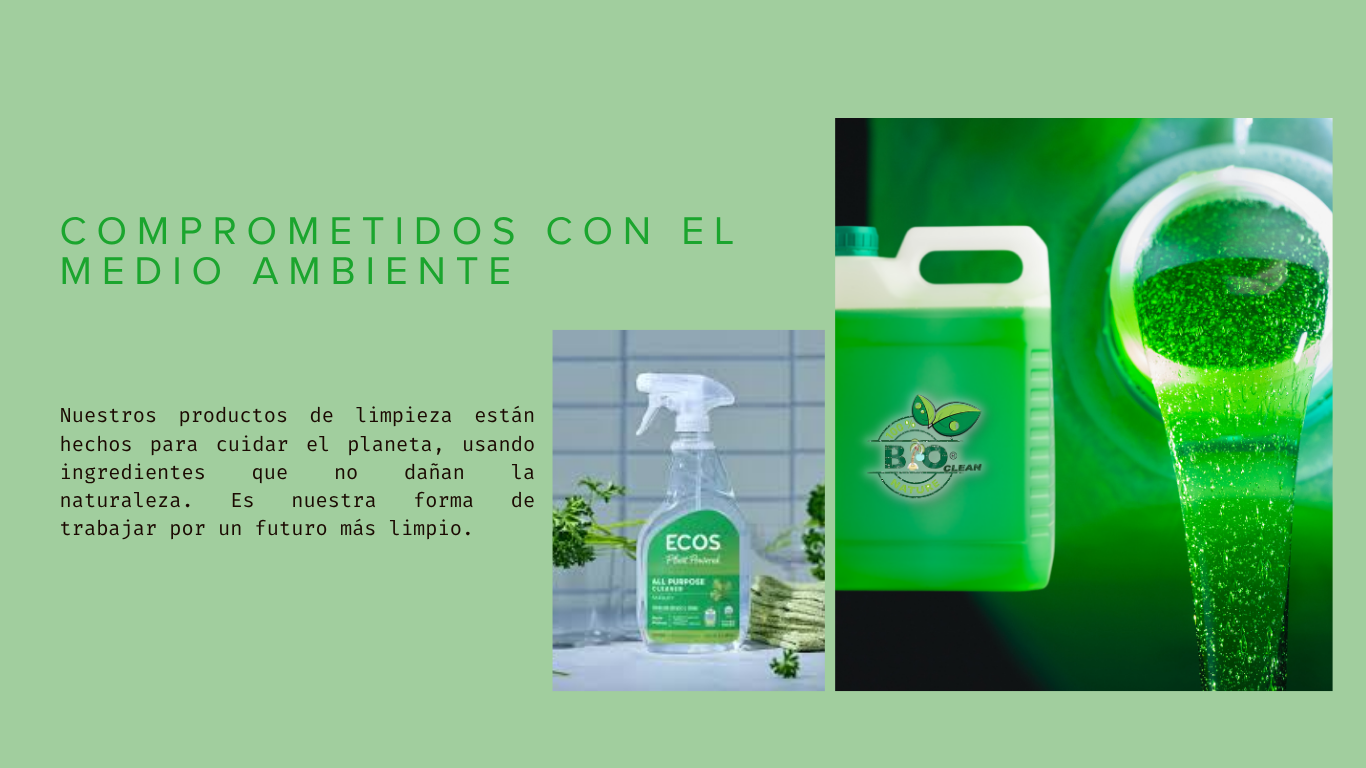 COMPROMETIDOS CON EL
MEDIO AMBIENTE
Nuestros productos de limpieza están
hechos para cuidar el planeta, usando
ingredientes que no dañan la
naturaleza. Es nuestra forma de
trabajar por un futuro más limpio.
ECOS
Plant Powered
ALL PURPOSE
CLEANER
PARSLEY
BIO®
CLEAN